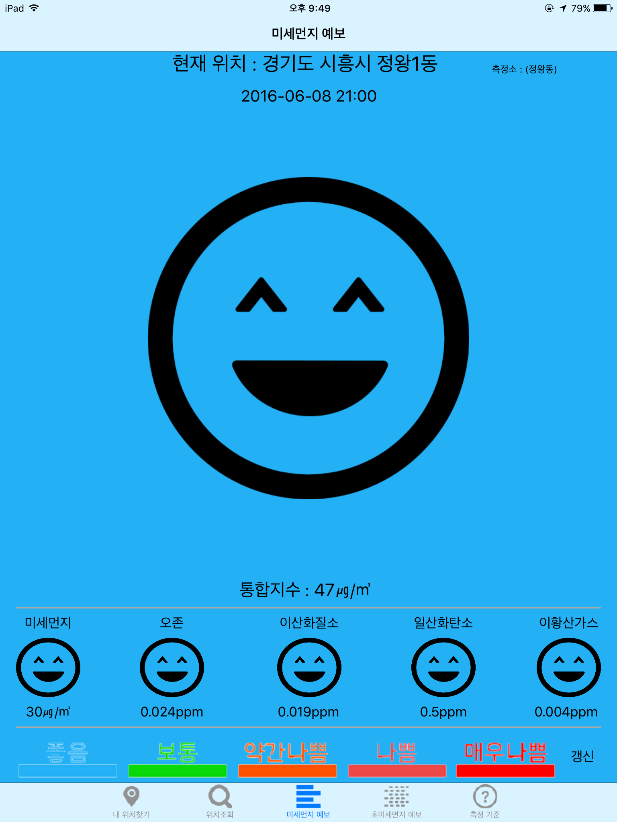 iPad 오후 9:49 79%
미세먼지 예보
현재 위치 : 경기도 시흥시 정왕1동
측정소 : (정왕동)
2016-06-08 21:00
통합지수 : 47㎍/㎥
미세먼지 오존 이산화질소 일산화탄소 이황산가스
30㎍/㎥ 0.024ppm 0.019ppm 0.5ppm 0.004ppm
좋음 보통 약간나쁨 나쁨 매우나쁨 갱신
내 위치찾기 위치조회 미세먼지 예보 초미세먼지 예보 측정 기준